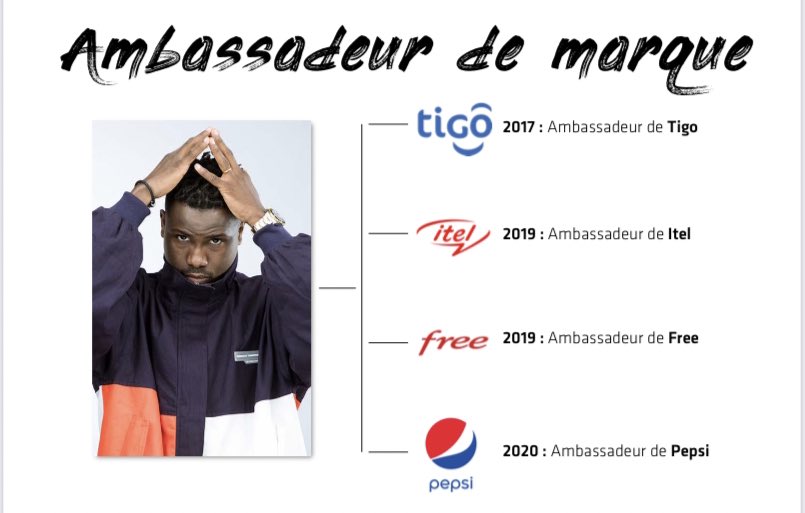 Ambassadeur de marque
tigo
2017 : Ambassadeur de Tigo
itel
2019 : Ambassadeur de Itel
free
2019 : Ambassadeur de Free
pepsi
2020 : Ambassadeur de Pepsi